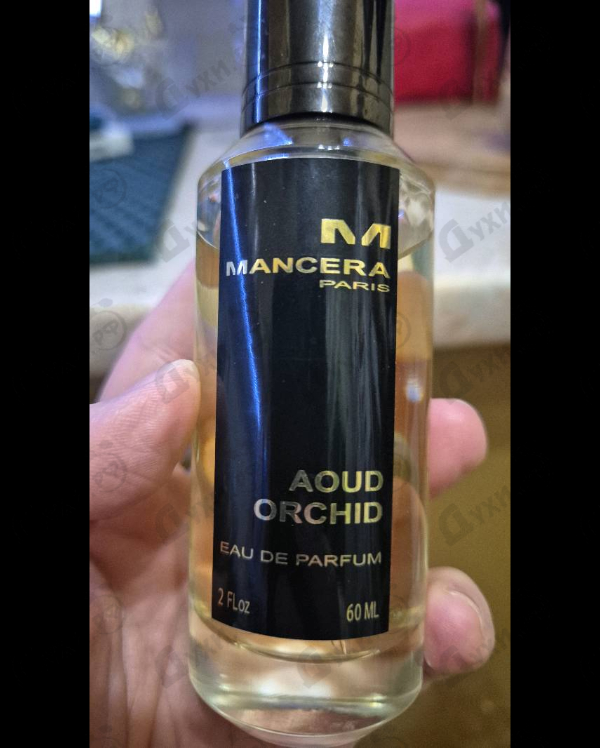 M
MANCERA
PARIS
AOUD
ORCHID
EAU DE PARFUM
2 FLoz 60 ML